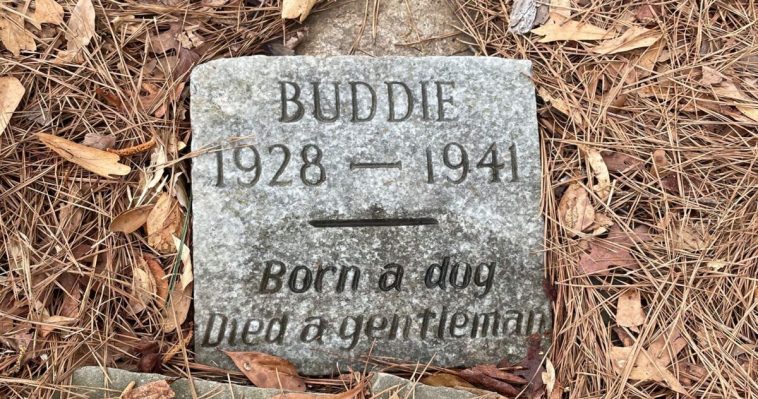 BUDDIE
1928 — 1941
Born a dog
Died a gentleman